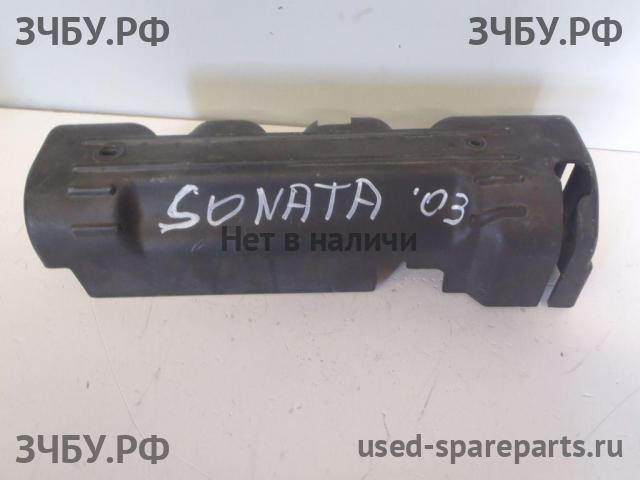 ЗЧБУ.РФ ЗЧБУ.РФ
SONATA '03
Нет в наличи
ЗЧБУ.РФ used-spareparts.ru